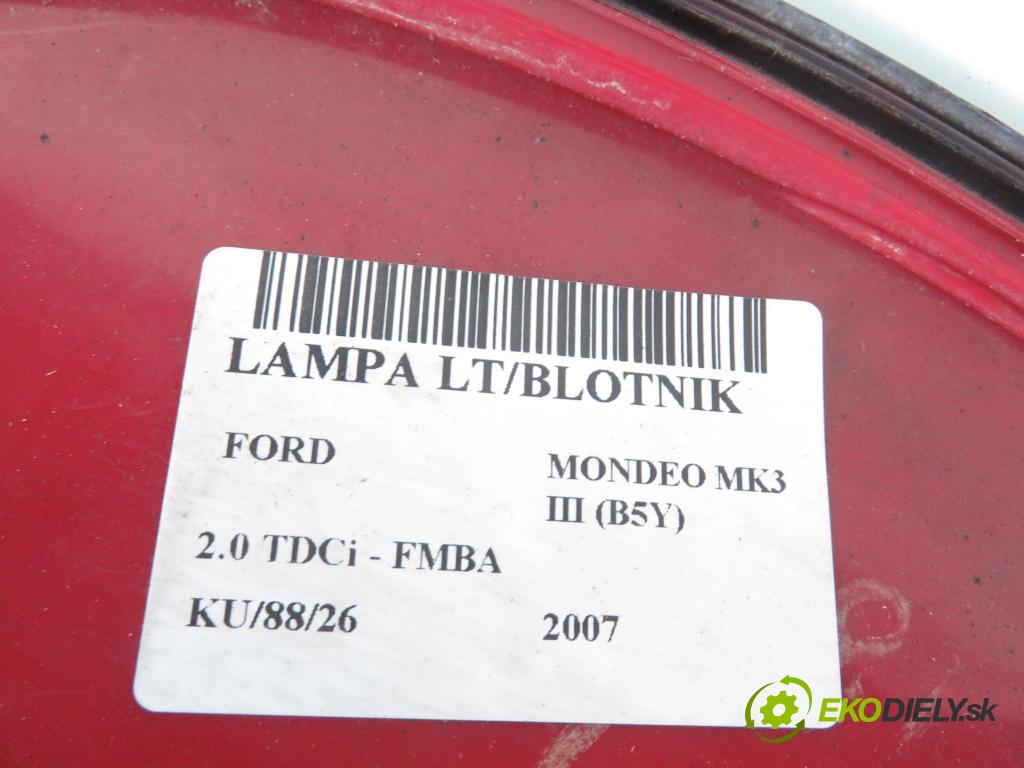 LAMPA LT/BLOTNIK
FORD
MONDEO MK3
III (B5Y)
2.0 TDCi - FMBA
KU/88/26
2007
EKODIELY.sk